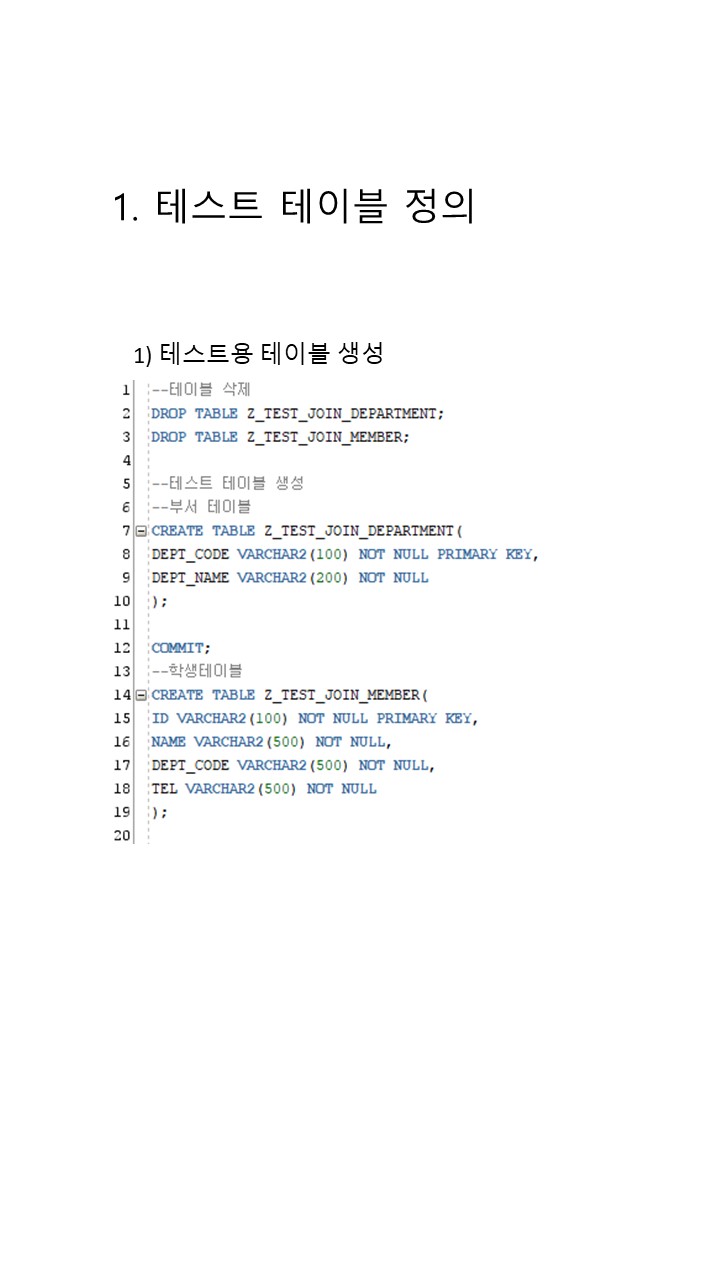 1. 테스트 테이블 정의
1) 테스트용 테이블 생성
1 --테이블 삭제
2 DROP TABLE Z_TEST_JOIN_DEPARTMENT;
3 DROP TABLE Z_TEST_JOIN_MEMBER;
4
5 --테스트 테이블 생성
6 --부서 테이블
7 CREATE TABLE Z_TEST_JOIN_DEPARTMENT(
8 DEPT_CODE VARCHAR2(100) NOT NULL PRIMARY KEY,
9 DEPT_NAME VARCHAR2(200) NOT NULL
10 );
11
12 COMMIT;
13 --학생테이블
14 CREATE TABLE Z_TEST_JOIN_MEMBER(
15 ID VARCHAR2(100) NOT NULL PRIMARY KEY,
16 NAME VARCHAR2(500) NOT NULL,
17 DEPT_CODE VARCHAR2(500) NOT NULL,
18 TEL VARCHAR2(500) NOT NULL
19 );
20